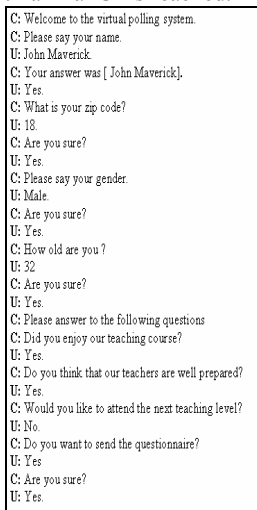 C: Welcome to the virtual polling system.
C: Please say your name.
U: John Maverick.
C: Your answer was [ John Maverick].
U: Yes.
C: What is your zip code?
U: 18.
C: Are you sure?
U: Yes.
C: Please say your gender.
U: Male.
C: Are you sure?
U: Yes.
C: How old are you ?
U: 32
C: Are you sure?
U: Yes.
C: Please answer to the following questions
C: Did you enjoy our teaching course?
U: Yes.
C: Do you think that our teachers are well prepared?
U: Yes.
C: Would you like to attend the next teaching level?
U: No.
C: Do you want to send the questionnaire?
U: Yes
C: Are you sure?
U: Yes.